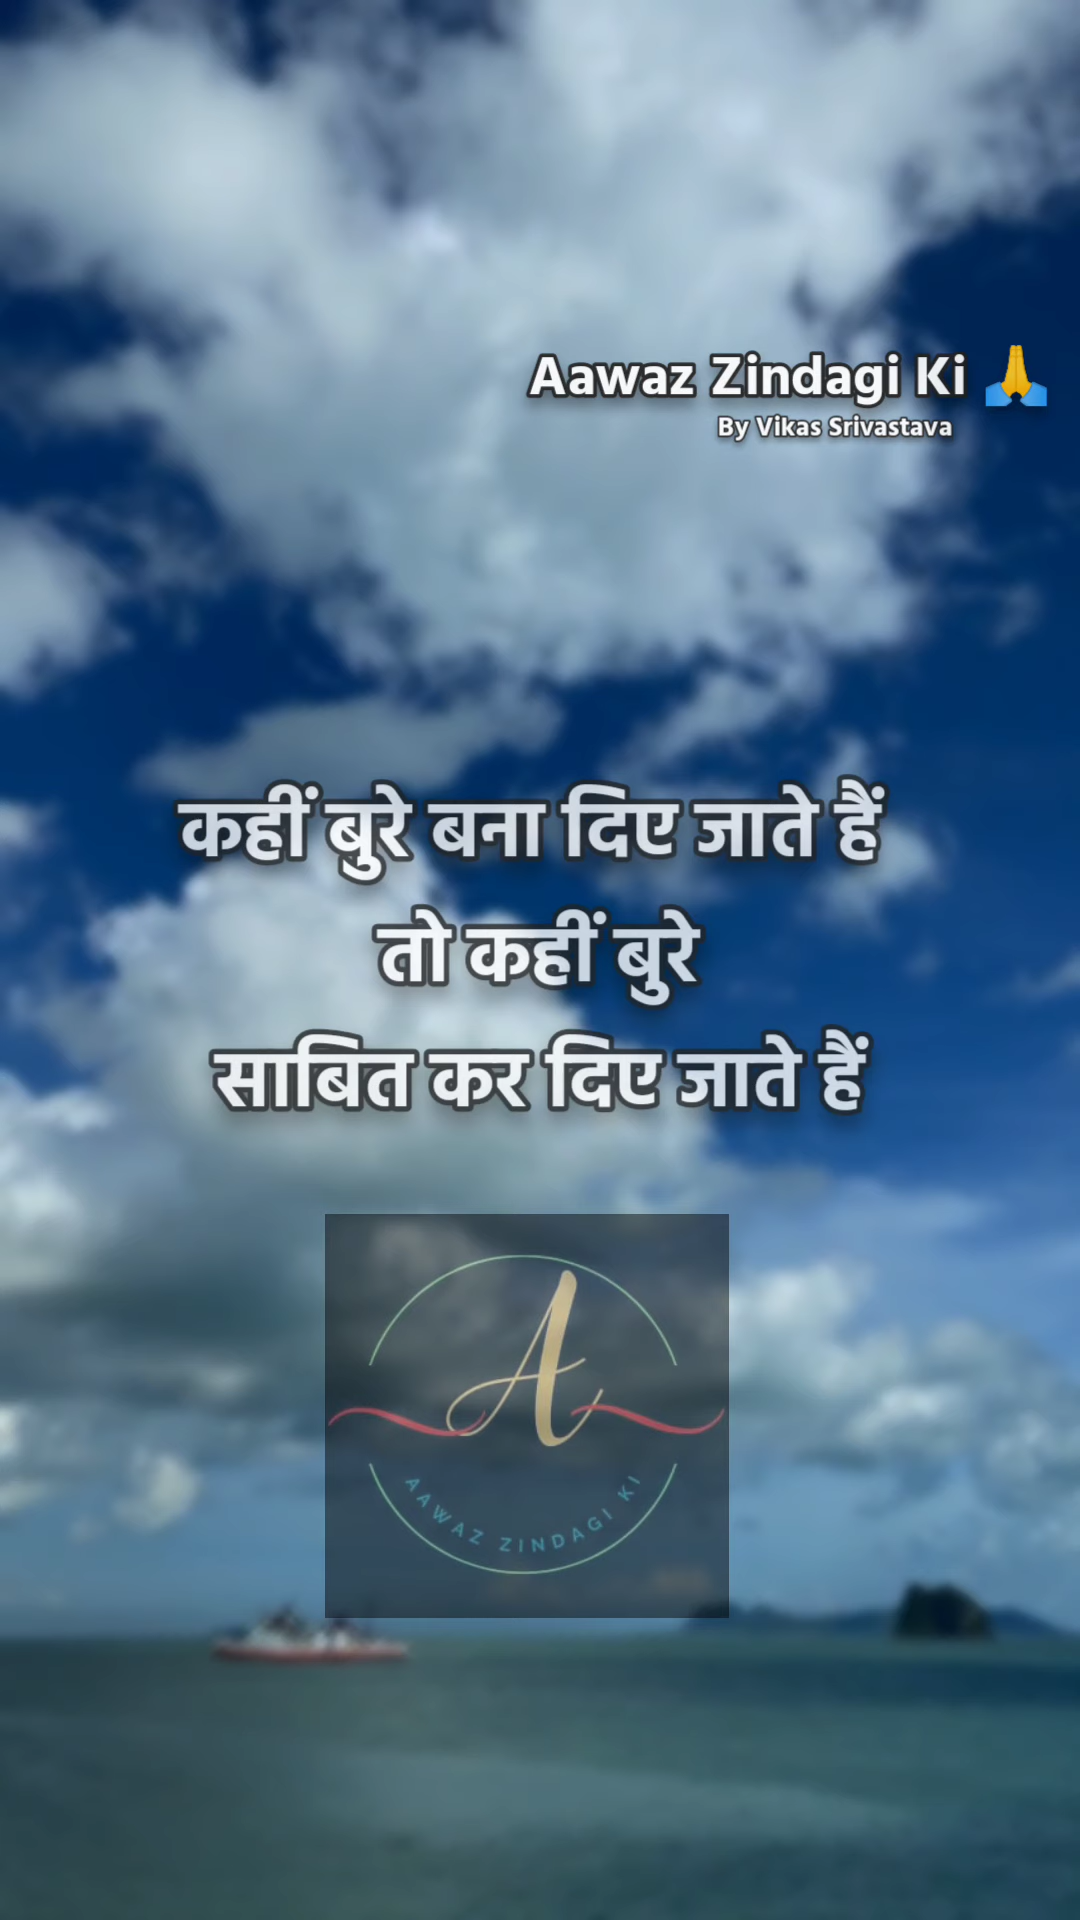 Aawaz Zindagi Ki 🙏
By Vikas Srivastava
कहीं बुरे बना दिए जाते हैं
तो कहीं बुरे
साबित कर दिए जाते हैं
A
AAWAZ ZINDAGI KI